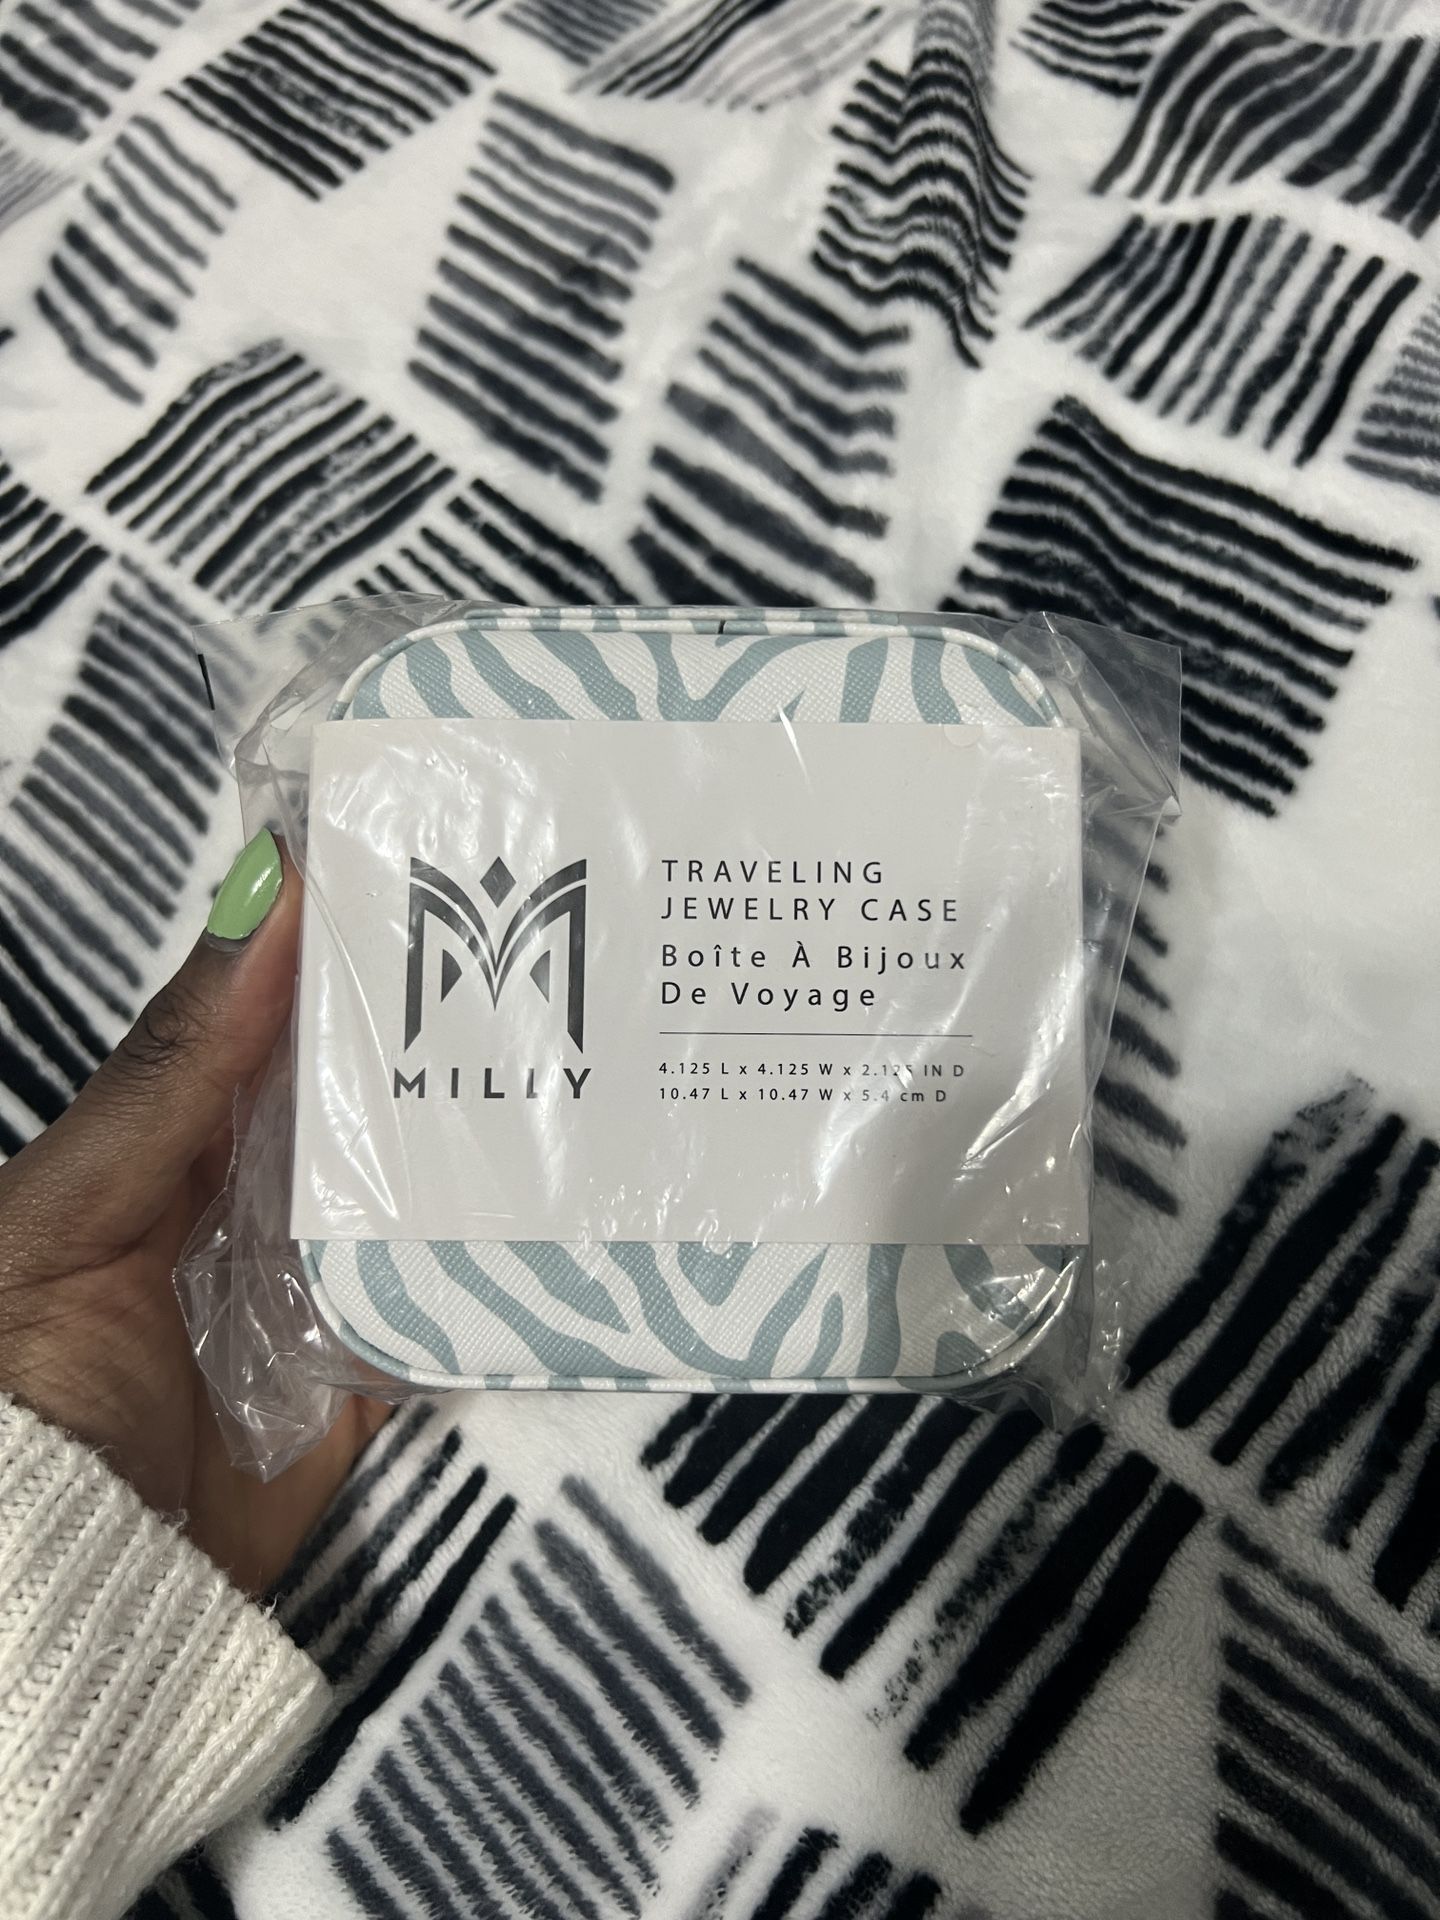 MILLY
TRAVELING
JEWELRY CASE
Boîte À Bijoux
De Voyage
4.125 L x 4.125 W x 2.125 IN D
10.47 L x 10.47 W x 5.4 cm D